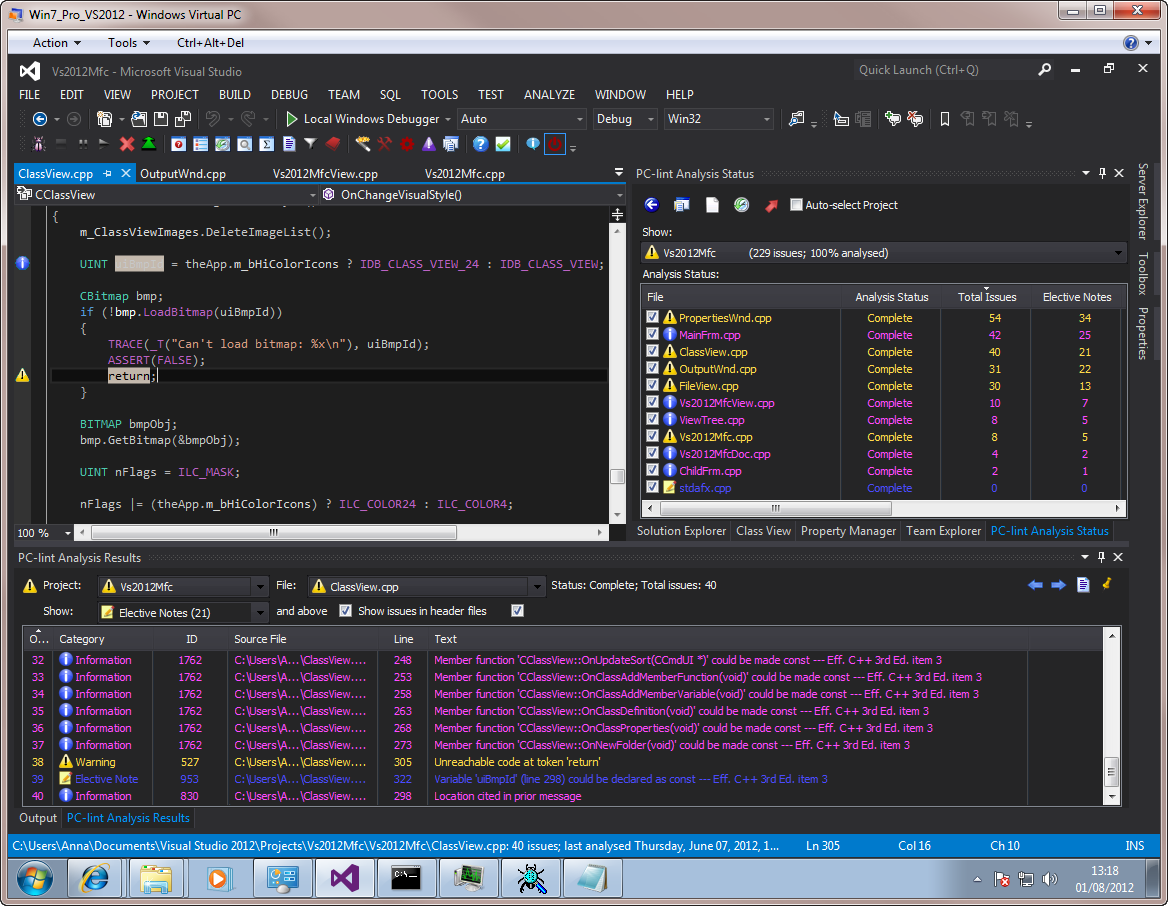 Win7_Pro_VS2012 - Windows Virtual PC
Action Tools Ctrl+Alt+Del
Vs2012Mfc - Microsoft Visual Studio
Quick Launch (Ctrl+Q)
FILE EDIT VIEW PROJECT BUILD DEBUG TEAM SQL TOOLS TEST ANALYZE WINDOW HELP
Local Windows Debugger Auto Debug Win32
ClassView.cpp OutputWnd.cpp Vs2012MfcView.cpp Vs2012Mfc.cpp
CClassView OnChangeVisualStyle()
{
m_ClassViewImages.DeleteImageList();
UINT uiBmpId = theApp.m_bHiColorIcons ? IDB_CLASS_VIEW_24 : IDB_CLASS_VIEW;
CBitmap bmp;
if (!bmp.LoadBitmap(uiBmpId))
{
TRACE(_T("Can't load bitmap: %x\n"), uiBmpId);
ASSERT(FALSE);
return;
}
BITMAP bmpObj;
bmp.GetBitmap(&bmpObj);
UINT nFlags = ILC_MASK;
nFlags |= (theApp.m_bHiColorIcons) ? ILC_COLOR24 : ILC_COLOR4;
100 %
PC-lint Analysis Status
Auto-select Project
Show:
Vs2012Mfc (229 issues; 100% analysed)
Analysis Status:
File Analysis Status Total Issues Elective Notes
PropertiesWnd.cpp Complete 54 34
MainFrm.cpp Complete 42 25
ClassView.cpp Complete 40 21
OutputWnd.cpp Complete 31 22
FileView.cpp Complete 30 13
Vs2012MfcView.cpp Complete 10 7
ViewTree.cpp Complete 8 5
Vs2012Mfc.cpp Complete 8 5
Vs2012MfcDoc.cpp Complete 4 2
ChildFrm.cpp Complete 2 1
stdafx.cpp Complete 0 0
Solution Explorer Class View Property Manager Team Explorer PC-lint Analysis Status
Server Explorer
Toolbox
Properties
PC-lint Analysis Results
Project: Vs2012Mfc File: ClassView.cpp Status: Complete; Total issues: 40
Show: Elective Notes (21) and above Show issues in header files
O... Category ID Source File Line Text
32 Information 1762 C:\Users\A...\ClassView.... 248 Member function 'CClassView::OnUpdateSort(CCmdUI *)' could be made const --- Eff. C++ 3rd Ed. item 3
33 Information 1762 C:\Users\A...\ClassView.... 253 Member function 'CClassView::OnClassAddMemberFunction(void)' could be made const --- Eff. C++ 3rd Ed. item 3
34 Information 1762 C:\Users\A...\ClassView.... 258 Member function 'CClassView::OnClassAddMemberVariable(void)' could be made const --- Eff. C++ 3rd Ed. item 3
35 Information 1762 C:\Users\A...\ClassView.... 263 Member function 'CClassView::OnClassDefinition(void)' could be made const --- Eff. C++ 3rd Ed. item 3
36 Information 1762 C:\Users\A...\ClassView.... 268 Member function 'CClassView::OnClassProperties(void)' could be made const --- Eff. C++ 3rd Ed. item 3
37 Information 1762 C:\Users\A...\ClassView.... 273 Member function 'CClassView::OnNewFolder(void)' could be made const --- Eff. C++ 3rd Ed. item 3
38 Warning 527 C:\Users\A...\ClassView.... 305 Unreachable code at token 'return'
39 Elective Note 953 C:\Users\A...\ClassView.... 322 Variable 'uiBmpId' (line 298) could be declared as const --- Eff. C++ 3rd Ed. item 3
40 Information 830 C:\Users\A...\ClassView.... 298 Location cited in prior message
Output PC-lint Analysis Results
C:\Users\Anna\Documents\Visual Studio 2012\Projects\Vs2012Mfc\Vs2012Mfc\ClassView.cpp: 40 issues; last analysed Thursday, June 07, 2012, 1... Ln 305 Col 16 Ch 10 INS
13:18
01/08/2012